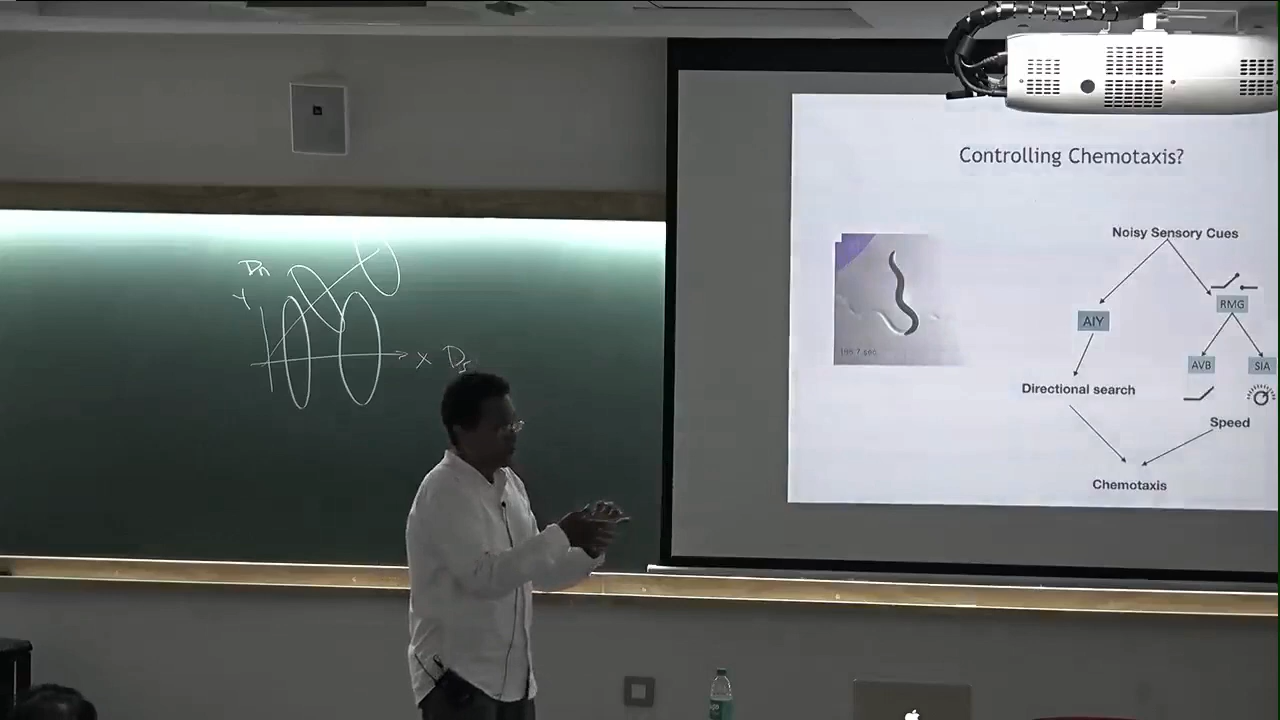 Controlling Chemotaxis?
Noisy Sensory Cues
RMG
AIY
AVB
SIA
Directional search
Speed
Chemotaxis
x